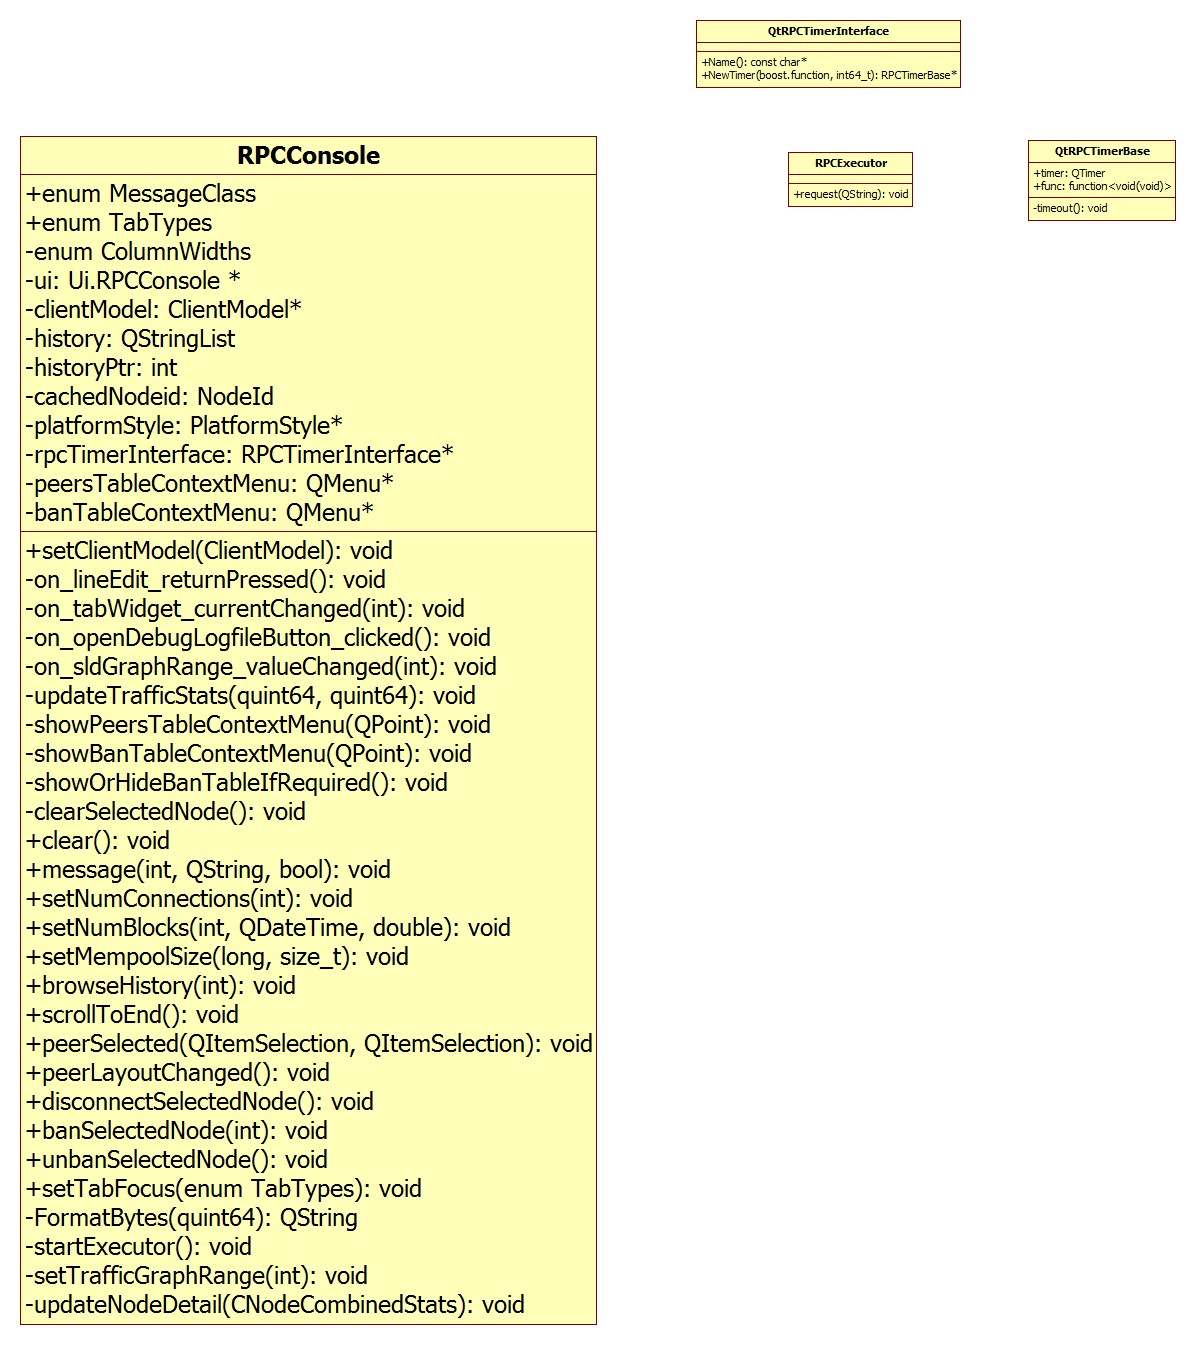 QtRPCTimerInterface
+Name(): const char*
+NewTimer(boost.function, int64_t): RPCTimerBase*
RPCConsole
+enum MessageClass
+enum TabTypes
-enum ColumnWidths
-ui: Ui.RPCConsole *
-clientModel: ClientModel*
-history: QStringList
-historyPtr: int
-cachedNodeid: NodeId
-platformStyle: PlatformStyle*
-rpcTimerInterface: RPCTimerInterface*
-peersTableContextMenu: QMenu*
-banTableContextMenu: QMenu*
+setClientModel(ClientModel): void
-on_lineEdit_returnPressed(): void
-on_tabWidget_currentChanged(int): void
-on_openDebugLogfileButton_clicked(): void
-on_sldGraphRange_valueChanged(int): void
-updateTrafficStats(quint64, quint64): void
-showPeersTableContextMenu(QPoint): void
-showBanTableContextMenu(QPoint): void
-showOrHideBanTableIfRequired(): void
-clearSelectedNode(): void
+clear(): void
+message(int, QString, bool): void
+setNumConnections(int): void
+setNumBlocks(int, QDateTime, double): void
+setMempoolSize(long, size_t): void
+browseHistory(int): void
+scrollToEnd(): void
+peerSelected(QItemSelection, QItemSelection): void
+peerLayoutChanged(): void
+disconnectSelectedNode(): void
+banSelectedNode(int): void
+unbanSelectedNode(): void
+setTabFocus(enum TabTypes): void
-FormatBytes(quint64): QString
-startExecutor(): void
-setTrafficGraphRange(int): void
-updateNodeDetail(CNodeCombinedStats): void
RPCExecutor
+request(QString): void
QtRPCTimerBase
+timer: QTimer
+func: function<void(void)>
-timeout(): void